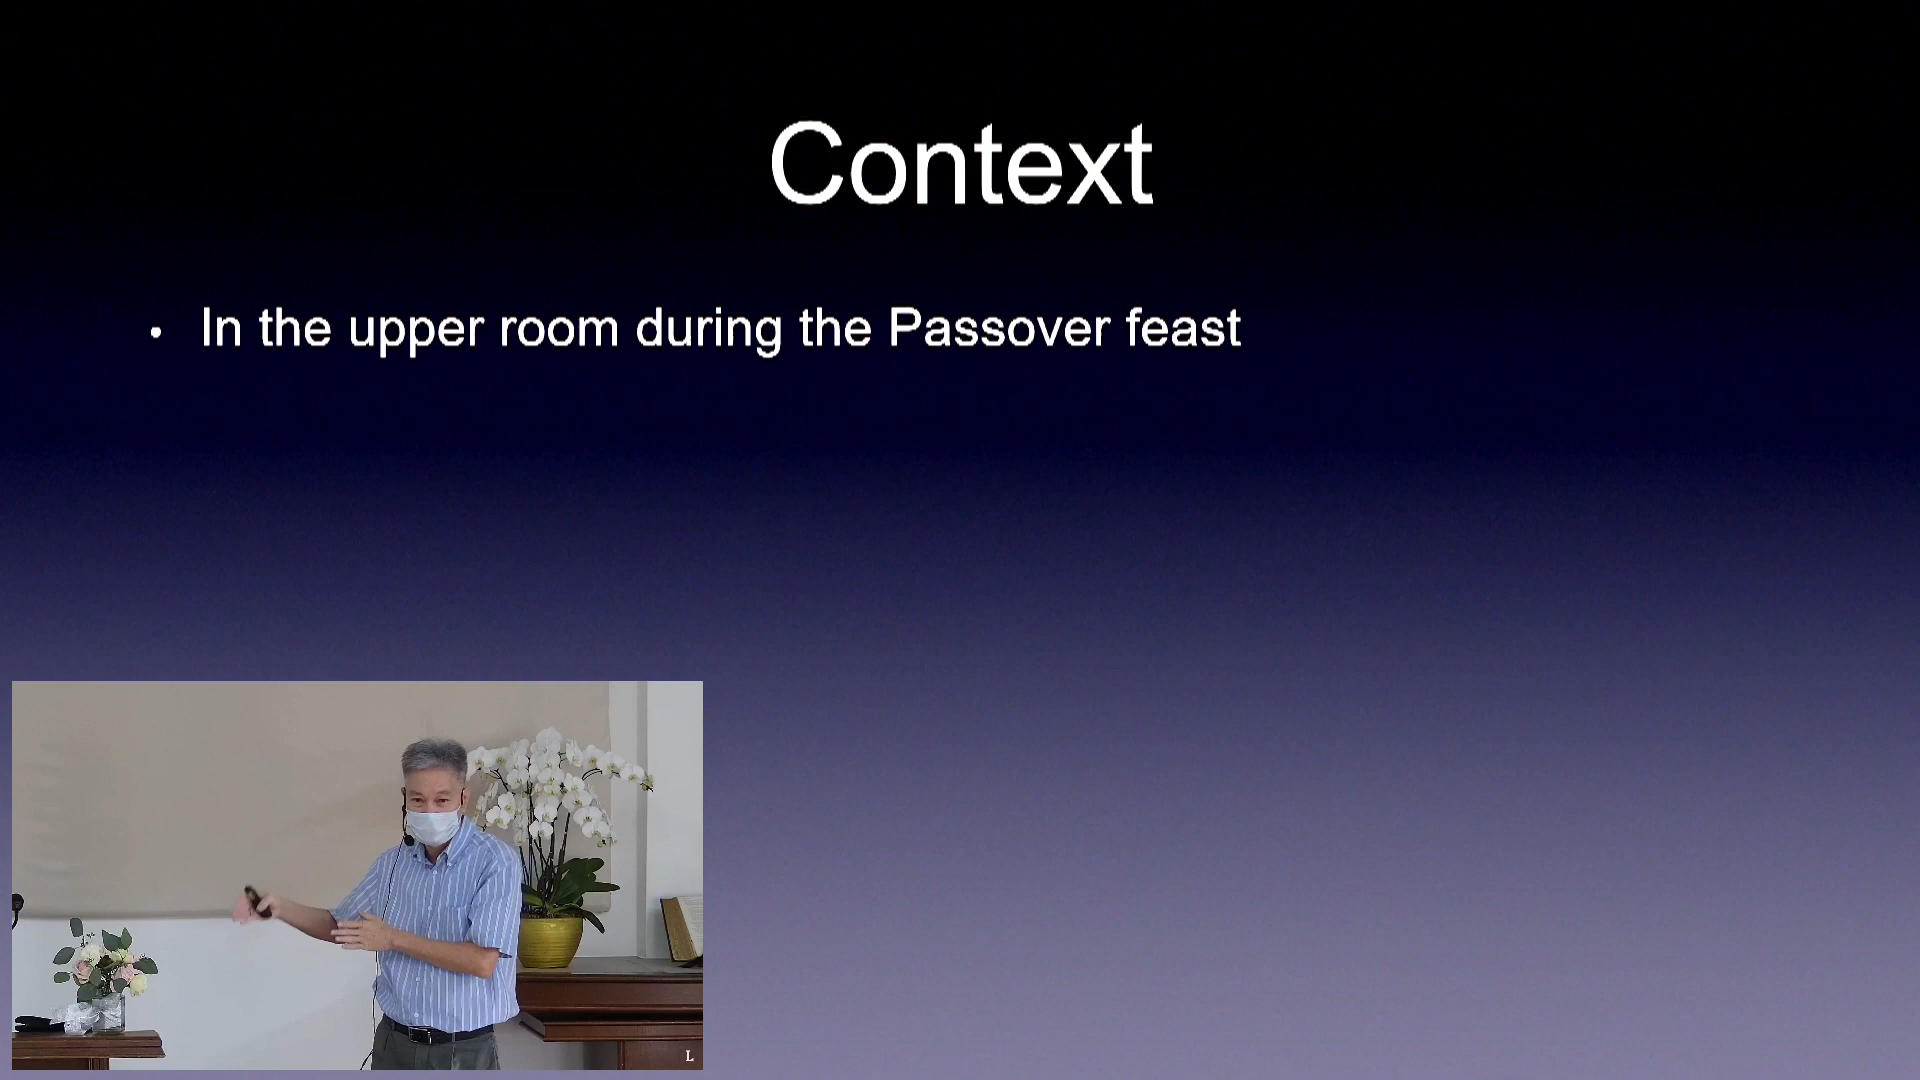 Context
• In the upper room during the Passover feast
L